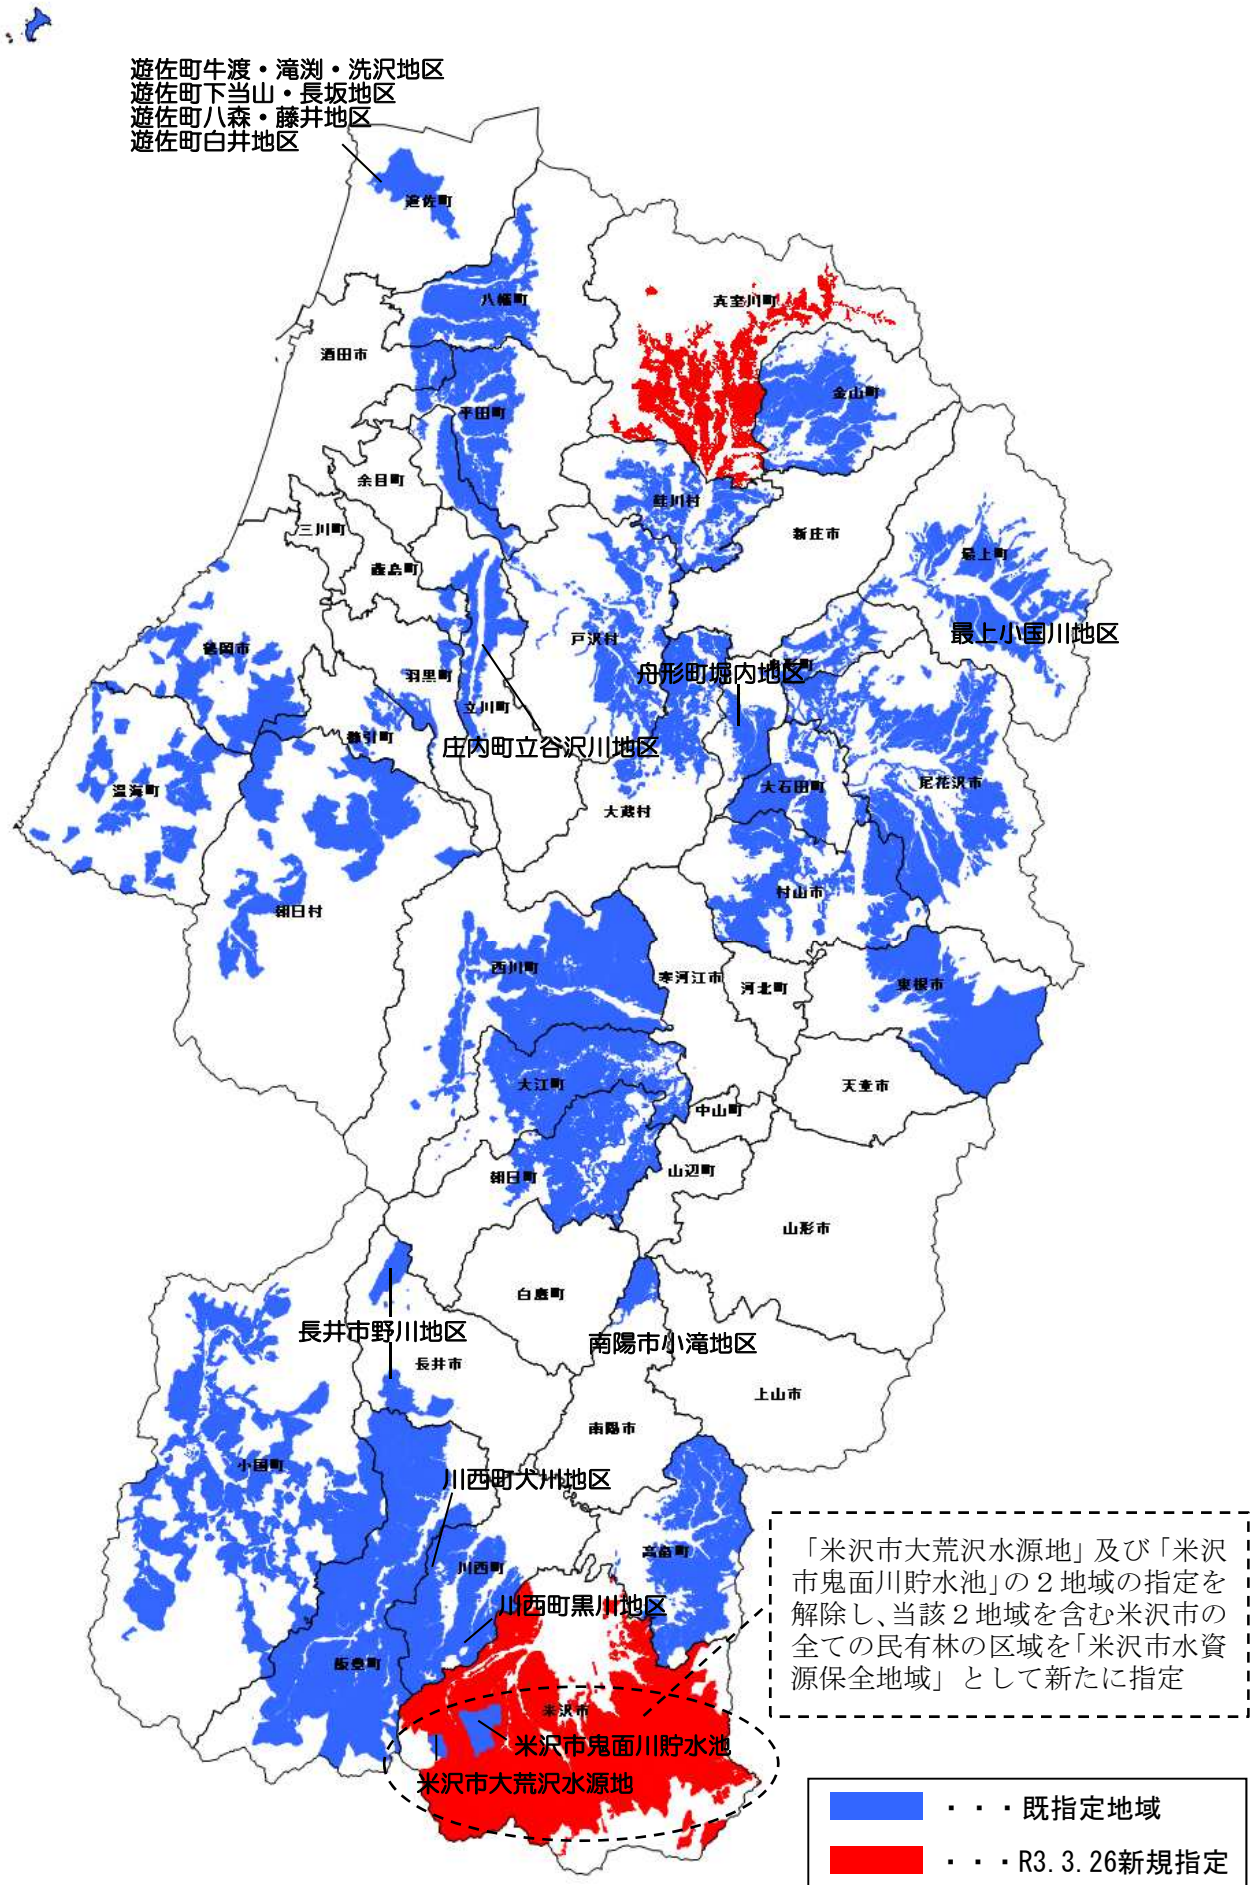 遊佐町牛渡・滝渕・洗沢地区
遊佐町下当山・長坂地区
遊佐町八森・藤井地区
遊佐町白井地区
遊佐町
八幡町
真室川町
酒田市
金山町
平田町
余目町
鮭川村
三川町
新庄市
藤島町
最上町
最上小国川地区
戸沢村
鶴岡市
羽黒町
舟形町堀内地区
立川町
櫛引町
庄内町立谷沢川地区
温海町
大石田町
尾花沢市
大蔵村
村山市
朝日村
西川町
寒河江市
河北町
東根市
大江町
天童市
中山町
朝日町
山辺町
山形市
白鷹町
長井市野川地区
南陽市小滝地区
長井市
上山市
南陽市
小国町
川西町犬川地区
高畠町
川西町
川西町黒川地区
飯豊町
「米沢市大荒沢水源地」及び「米沢
市鬼面川貯水池」の２地域の指定を
解除し、当該２地域を含む米沢市の
全ての民有林の区域を「米沢市水資
源保全地域」として新たに指定
米沢市
米沢市鬼面川貯水池
米沢市大荒沢水源地
・・・既指定地域
・・・R3.3.26新規指定